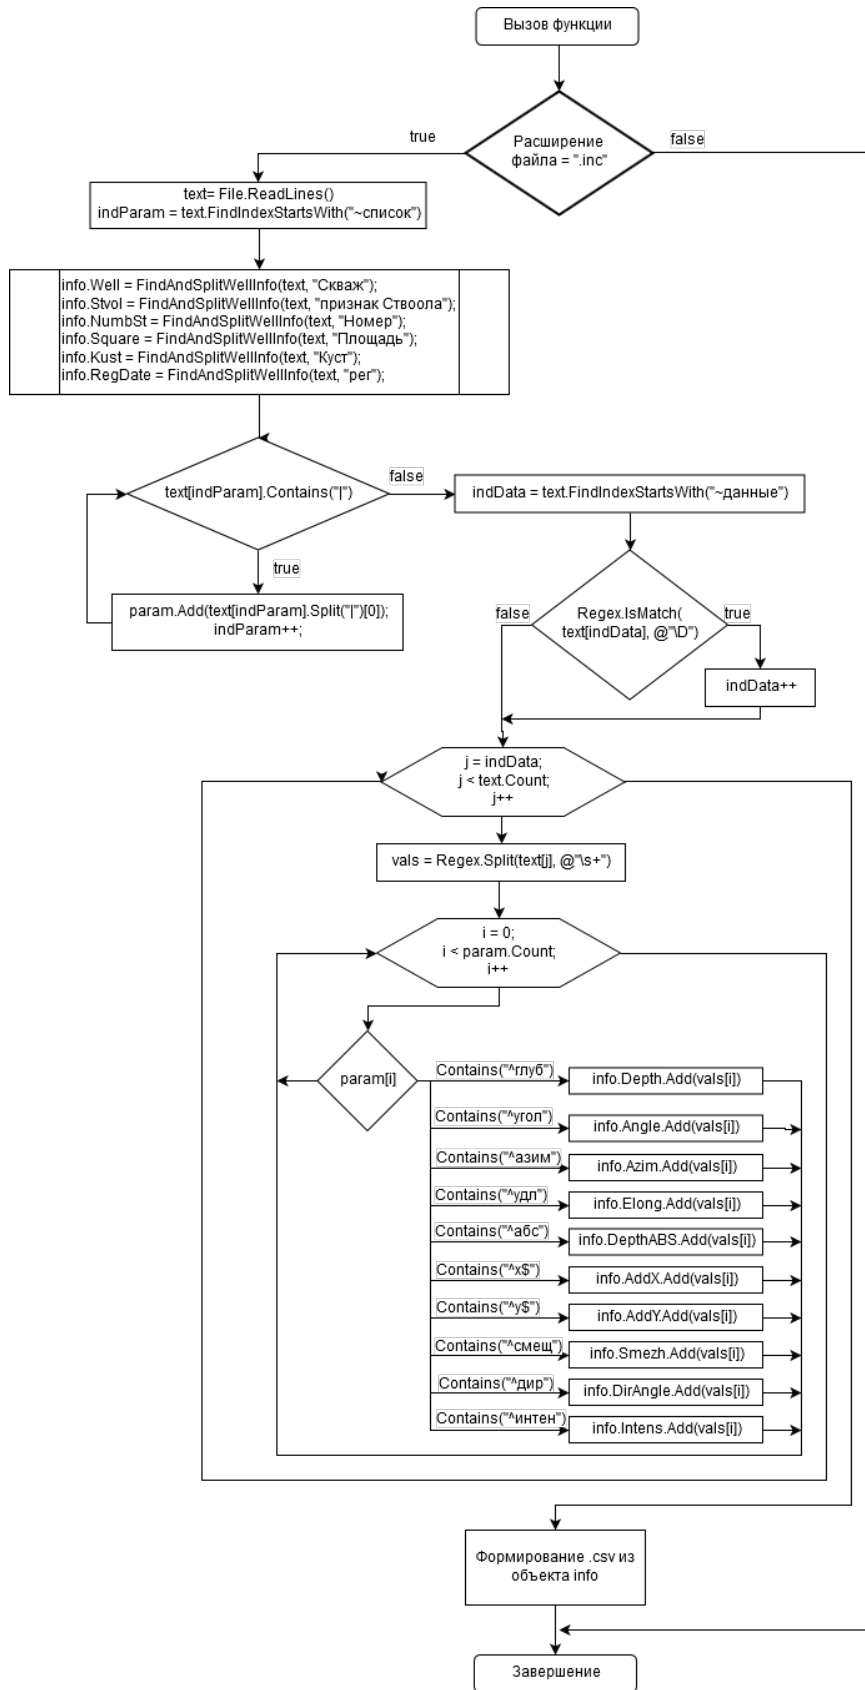 Вызов функции
true
false
Расширение
файла = ".inc"
text= File.ReadLines()
indParam = text.FindIndexStartsWith("~список")
info.Well = FindAndSplitWellInfo(text, "Скваж");
info.Stvol = FindAndSplitWellInfo(text, "признак Ствоола");
info.NumbSt = FindAndSplitWellInfo(text, "Номер");
info.Square = FindAndSplitWellInfo(text, "Площадь");
info.Kust = FindAndSplitWellInfo(text, "Куст");
info.RegDate = FindAndSplitWellInfo(text, "рег");
text[indParam].Contains("|")
false
indData = text.FindIndexStartsWith("~данные")
true
param.Add(text[indParam].Split("|")[0]);
indParam++;
false
Regex.IsMatch(
text[indData], @"\D")
true
indData++
j = indData;
j < text.Count;
j++
vals = Regex.Split(text[j], @"\s+")
i = 0;
i < param.Count;
i++
param[i]
Contains("^глуб")
info.Depth.Add(vals[i])
Contains("^угол")
info.Angle.Add(vals[i])
Contains("^азим")
info.Azim.Add(vals[i])
Contains("^удл")
info.Elong.Add(vals[i])
Contains("^абс")
info.DepthABS.Add(vals[i])
Contains("^x$")
info.AddX.Add(vals[i])
Contains("^y$")
info.AddY.Add(vals[i])
Contains("^смещ")
info.Smezh.Add(vals[i])
Contains("^дир")
info.DirAngle.Add(vals[i])
Contains("^интен")
info.Intens.Add(vals[i])
Формирование .csv из
объекта info
Завершение